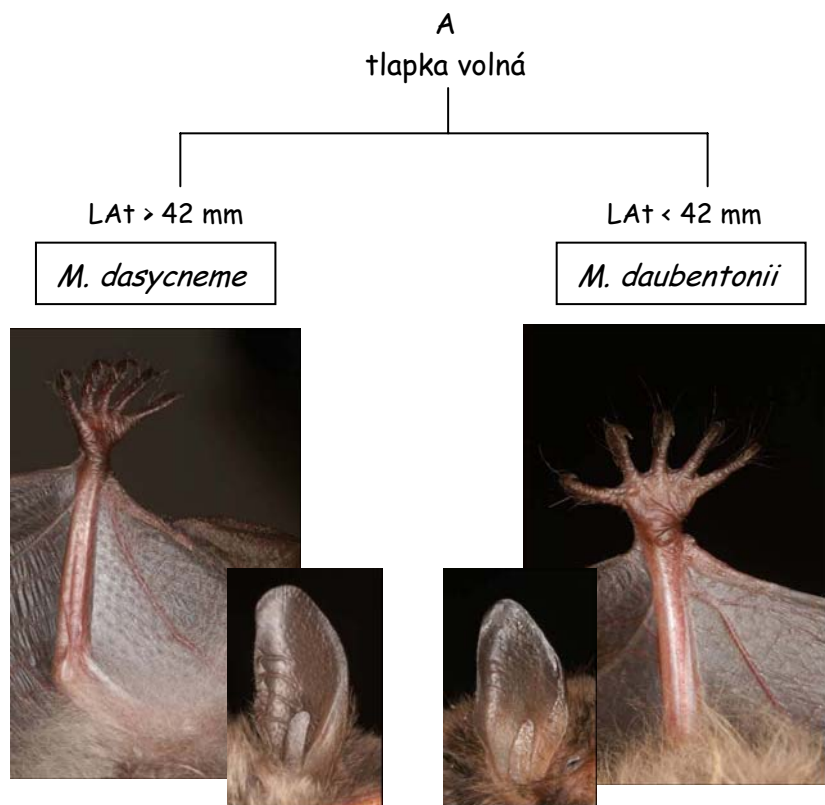 A
tlapka volná
LAt > 42 mm
LAt < 42 mm
M. dasycneme
M. daubentonii